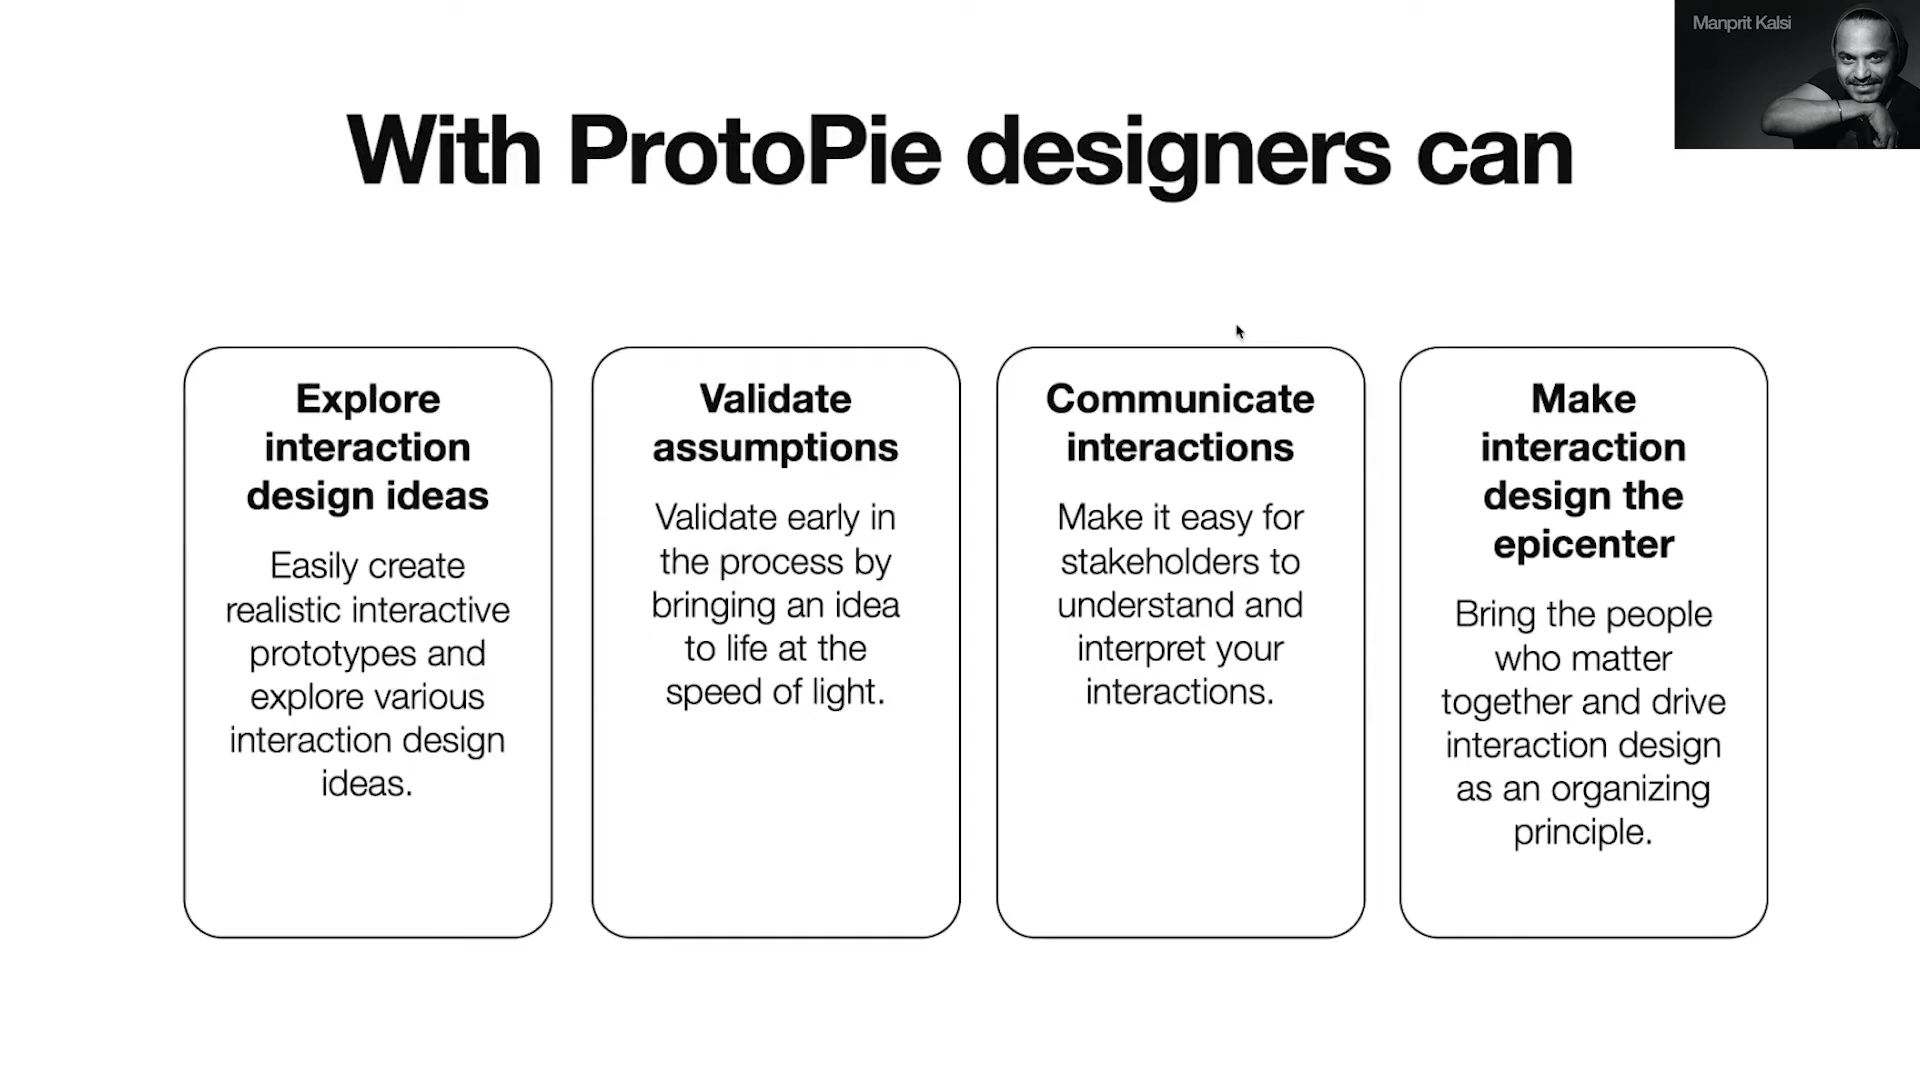 Manprit Kalsi
With ProtoPie designers can
Explore
interaction
design ideas
Easily create
realistic interactive
prototypes and
explore various
interaction design
ideas.
Validate
assumptions
Validate early in
the process by
bringing an idea
to life at the
speed of light.
Communicate
interactions
Make it easy for
stakeholders to
understand and
interpret your
interactions.
Make
interaction
design the
epicenter
Bring the people
who matter
together and drive
interaction design
as an organizing
principle.